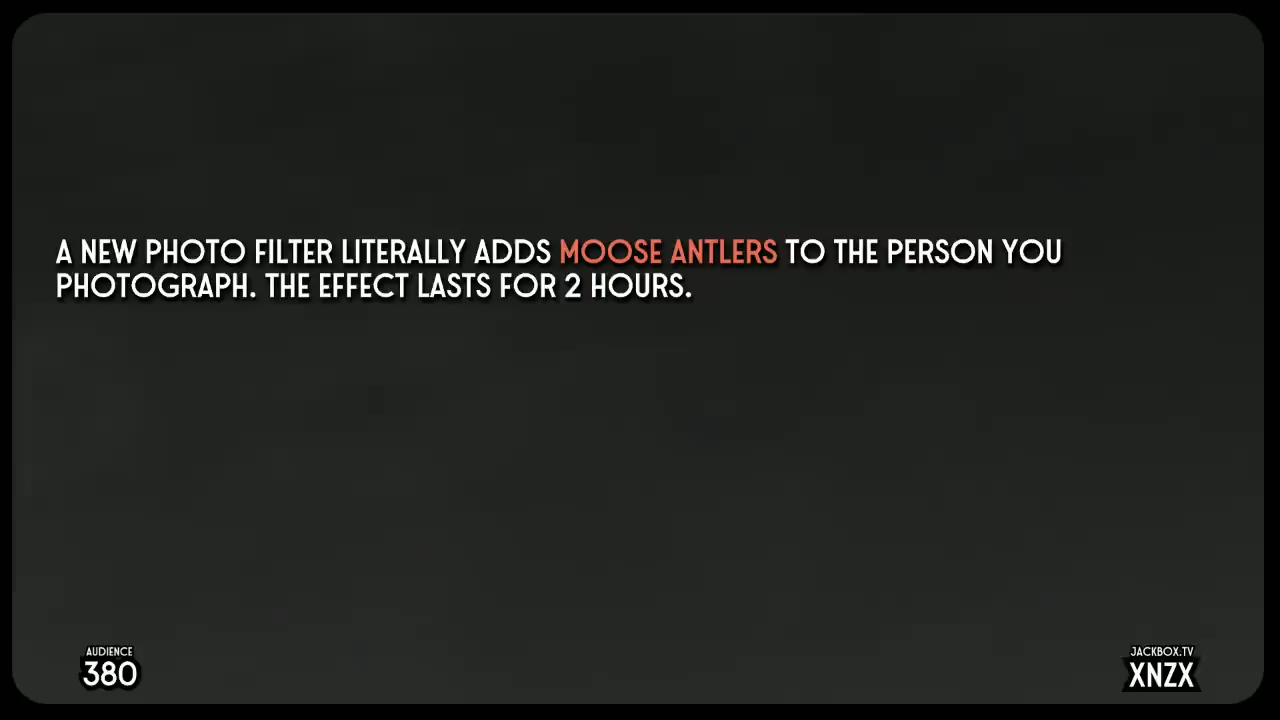 A NEW PHOTO FILTER LITERALLY ADDS MOOSE ANTLERS TO THE PERSON YOU
PHOTOGRAPH. THE EFFECT LASTS FOR 2 HOURS.
AUDIENCE
380
JACKBOX.TV
XNZX